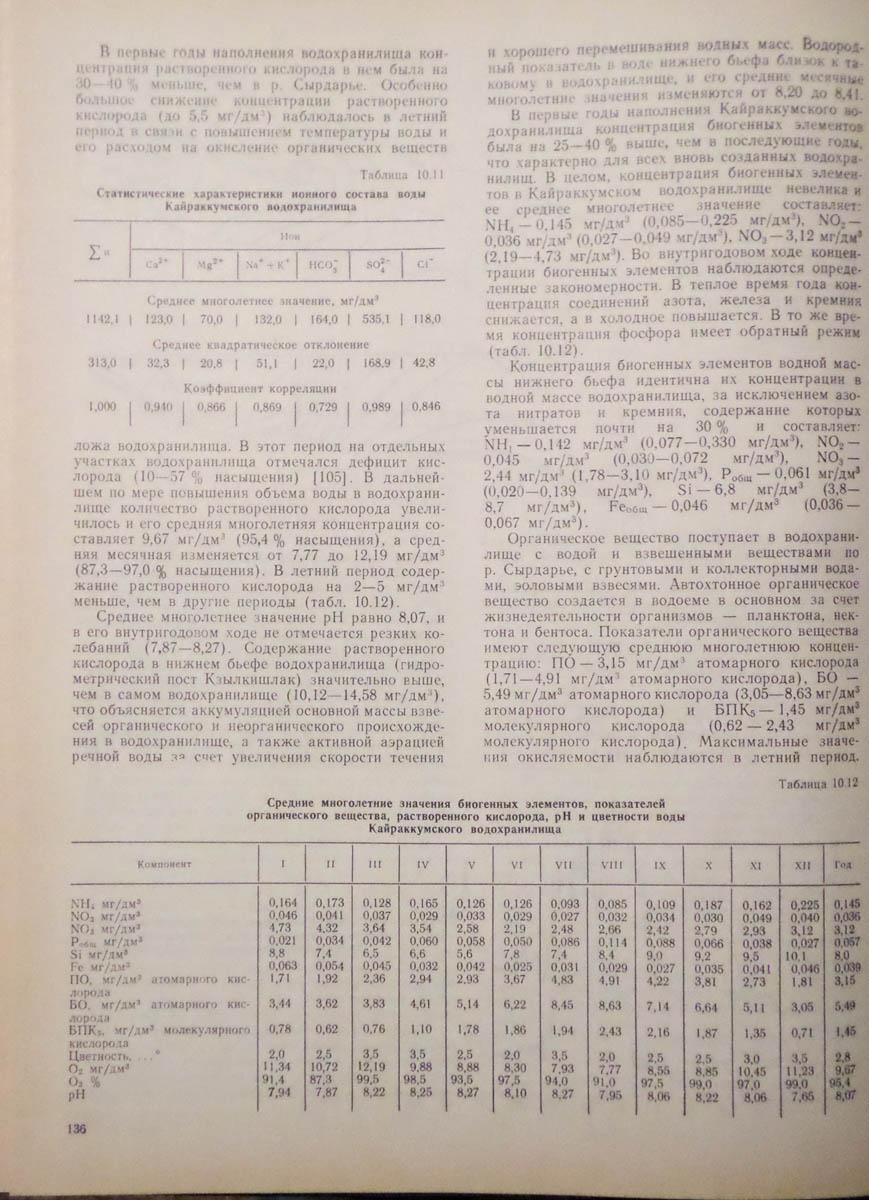 В первые годы наполнения водохранилища кон-
центрация растворенного кислорода в нем была на
30—40 % меньше, чем в р. Сырдарье. Особенно
большое снижение концентрации растворенного
кислорода (до 5,5 мг/дм³) наблюдалось в летний
период в связи с повышением температуры воды и
его расходом на окисление органических веществ
Таблица 10.11
Статистические характеристики ионного состава воды
Кайраккумского водохранилища
Σи | Ион
Ca²⁺ | Mg²⁺ | Na⁺ + K⁺ | HCO₃⁻ | SO₄²⁻ | Cl⁻
Среднее многолетнее значение, мг/дм³
1142,1 | 123,0 | 70,0 | 132,0 | 164,0 | 535,1 | 118,0
Среднее квадратическое отклонение
313,0 | 32,3 | 20,8 | 51,1 | 22,0 | 168,9 | 42,8
Коэффициент корреляции
1,000 | 0,940 | 0,866 | 0,869 | 0,729 | 0,989 | 0,846
ложа водохранилища. В этот период на отдельных
участках водохранилища отмечался дефицит кис-
лорода (10—57 % насыщения) [105]. В дальней-
шем по мере повышения объема воды в водохрани-
лище количество растворенного кислорода увели-
чилось и его средняя многолетняя концентрация со-
ставляет 9,67 мг/дм³ (95,4 % насыщения), а сред-
няя месячная изменяется от 7,77 до 12,19 мг/дм³
(87,3—97,0 % насыщения). В летний период содер-
жание растворенного кислорода на 2—5 мг/дм³
меньше, чем в другие периоды (табл. 10.12).
Среднее многолетнее значение pH равно 8,07, и
в его внутригодовом ходе не отмечается резких ко-
лебаний (7,87—8,27). Содержание растворенного
кислорода в нижнем бьефе водохранилища (гидро-
метрический пост Кзылкишлак) значительно выше,
чем в самом водохранилище (10,12—14,58 мг/дм³),
что объясняется аккумуляцией основной массы взве-
сей органического и неорганического происхожде-
ния в водохранилище, а также активной аэрацией
речной воды за счет увеличения скорости течения
и хорошего перемешивания водных масс. Водород-
ный показатель в воде нижнего бьефа близок к та-
ковому в водохранилище, и его средние месячные
многолетние значения изменяются от 8,20 до 8,41.
В первые годы наполнения Кайраккумского во-
дохранилища концентрация биогенных элементов
была на 25—40 % выше, чем в последующие годы,
что характерно для всех вновь созданных водохра-
нилищ. В целом, концентрация биогенных элемен-
тов в Кайраккумском водохранилище невелика и
ее среднее многолетнее значение составляет:
NH₄ — 0,145 мг/дм³ (0,085—0,225 мг/дм³), NO₂ —
0,036 мг/дм³ (0,027—0,049 мг/дм³), NO₃ — 3,12 мг/дм³
(2,19—4,73 мг/дм³). Во внутригодовом ходе концен-
трации биогенных элементов наблюдаются опреде-
ленные закономерности. В теплое время года кон-
центрация соединений азота, железа и кремния
снижается, а в холодное повышается. В то же вре-
мя концентрация фосфора имеет обратный режим
(табл. 10.12).
Концентрация биогенных элементов водной мас-
сы нижнего бьефа идентична их концентрации в
водной массе водохранилища, за исключением азо-
та нитратов и кремния, содержание которых
уменьшается почти на 30 % и составляет:
NH₄ — 0,142 мг/дм³ (0,077—0,330 мг/дм³), NO₂ —
0,045 мг/дм³ (0,030—0,072 мг/дм³), NO₃ —
2,44 мг/дм³ (1,78—3,10 мг/дм³), Pобщ — 0,061 мг/дм³
(0,020—0,139 мг/дм³), Si — 6,8 мг/дм³ (3,8—
8,7 мг/дм³), Feобщ — 0,046 мг/дм³ (0,036 —
0,067 мг/дм³).
Органическое вещество поступает в водохрани-
лище с водой и взвешенными веществами по
р. Сырдарье, с грунтовыми и коллекторными вода-
ми, эоловыми взвесями. Автохтонное органическое
вещество создается в водоеме в основном за счет
жизнедеятельности организмов — планктона, нек-
тона и бентоса. Показатели органического вещества
имеют следующую среднюю многолетнюю концен-
трацию: ПО — 3,15 мг/дм³ атомарного кислорода
(1,71—4,91 мг/дм³ атомарного кислорода), БО —
5,49 мг/дм³ атомарного кислорода (3,05—8,63 мг/дм³
атомарного кислорода) и БПК₅ — 1,45 мг/дм³
молекулярного кислорода (0,62 — 2,43 мг/дм³
молекулярного кислорода). Максимальные значе-
ния окисляемости наблюдаются в летний период.
Таблица 10.12
Средние многолетние значения биогенных элементов, показателей
органического вещества, растворенного кислорода, pH и цветности воды
Кайраккумского водохранилища
Компонент | I | II | III | IV | V | VI | VII | VIII | IX | X | XI | XII | Год
NH₄ мг/дм³ 0,164 0,173 0,128 0,165 0,126 0,126 0,093 0,085 0,109 0,187 0,162 0,225 0,145
NO₂ мг/дм³ 0,046 0,041 0,037 0,029 0,033 0,029 0,027 0,032 0,034 0,030 0,049 0,040 0,036
NO₃ мг/дм³ 4,73 4,32 3,64 3,54 2,58 2,19 2,48 2,66 2,42 2,79 2,93 3,12 3,12
Pобщ мг/дм³ 0,021 0,034 0,042 0,060 0,058 0,050 0,086 0,114 0,088 0,066 0,038 0,027 0,057
Si мг/дм³ 8,8 7,4 6,5 6,6 5,6 7,8 7,4 8,4 9,0 9,2 9,5 10,1 8,0
Fe мг/дм³ 0,063 0,054 0,045 0,032 0,042 0,025 0,031 0,029 0,027 0,035 0,041 0,046 0,039
ПО, мг/дм³ атомарного кис- 1,71 1,92 2,36 2,94 2,93 3,67 4,83 4,91 4,22 3,81 2,73 1,81 3,15
лорода
БО, мг/дм³ атомарного кис- 3,44 3,62 3,83 4,61 5,14 6,22 8,45 8,63 7,14 6,64 5,11 3,05 5,49
лорода
БПК₅, мг/дм³ молекулярного 0,78 0,62 0,76 1,10 1,78 1,86 1,94 2,43 2,16 1,87 1,35 0,71 1,45
кислорода
Цветность, ...° 2,0 2,5 3,5 3,5 2,5 2,0 3,5 2,0 2,5 2,5 3,0 3,5 2,8
O₂ мг/дм³ 11,34 10,72 12,19 9,88 8,88 8,30 7,93 7,77 8,55 8,85 10,45 11,23 9,67
O₂ % 91,4 87,3 99,5 98,5 93,5 97,5 94,0 91,0 97,5 99,0 97,0 99,0 95,4
pH 7,94 7,87 8,22 8,25 8,27 8,10 8,27 7,95 8,06 8,22 8,06 7,65 8,07
136